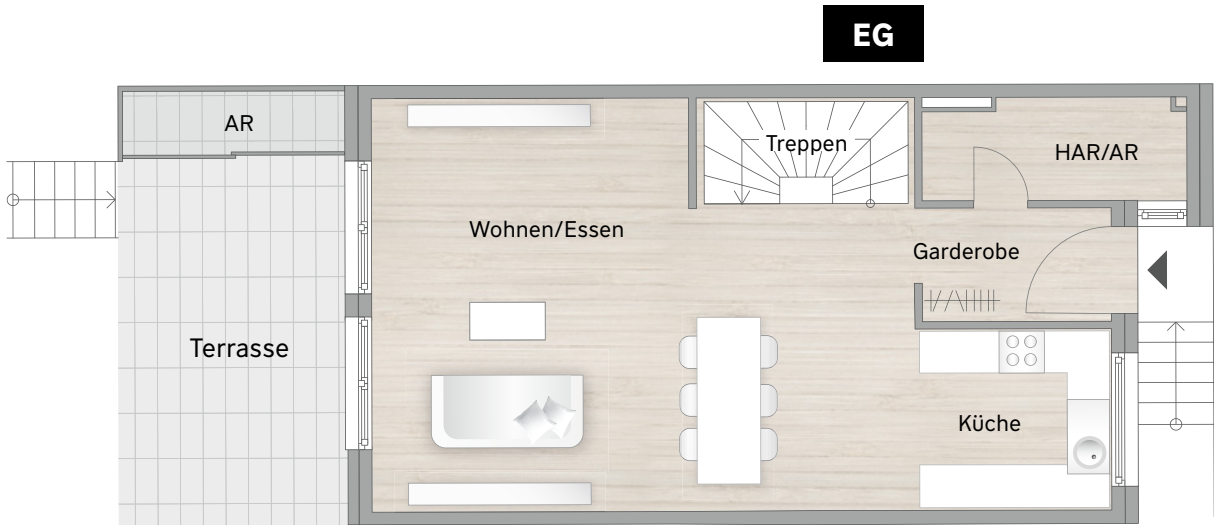 EG
AR
Treppen
HAR/AR
Wohnen/Essen
Garderobe
Terrasse
Küche